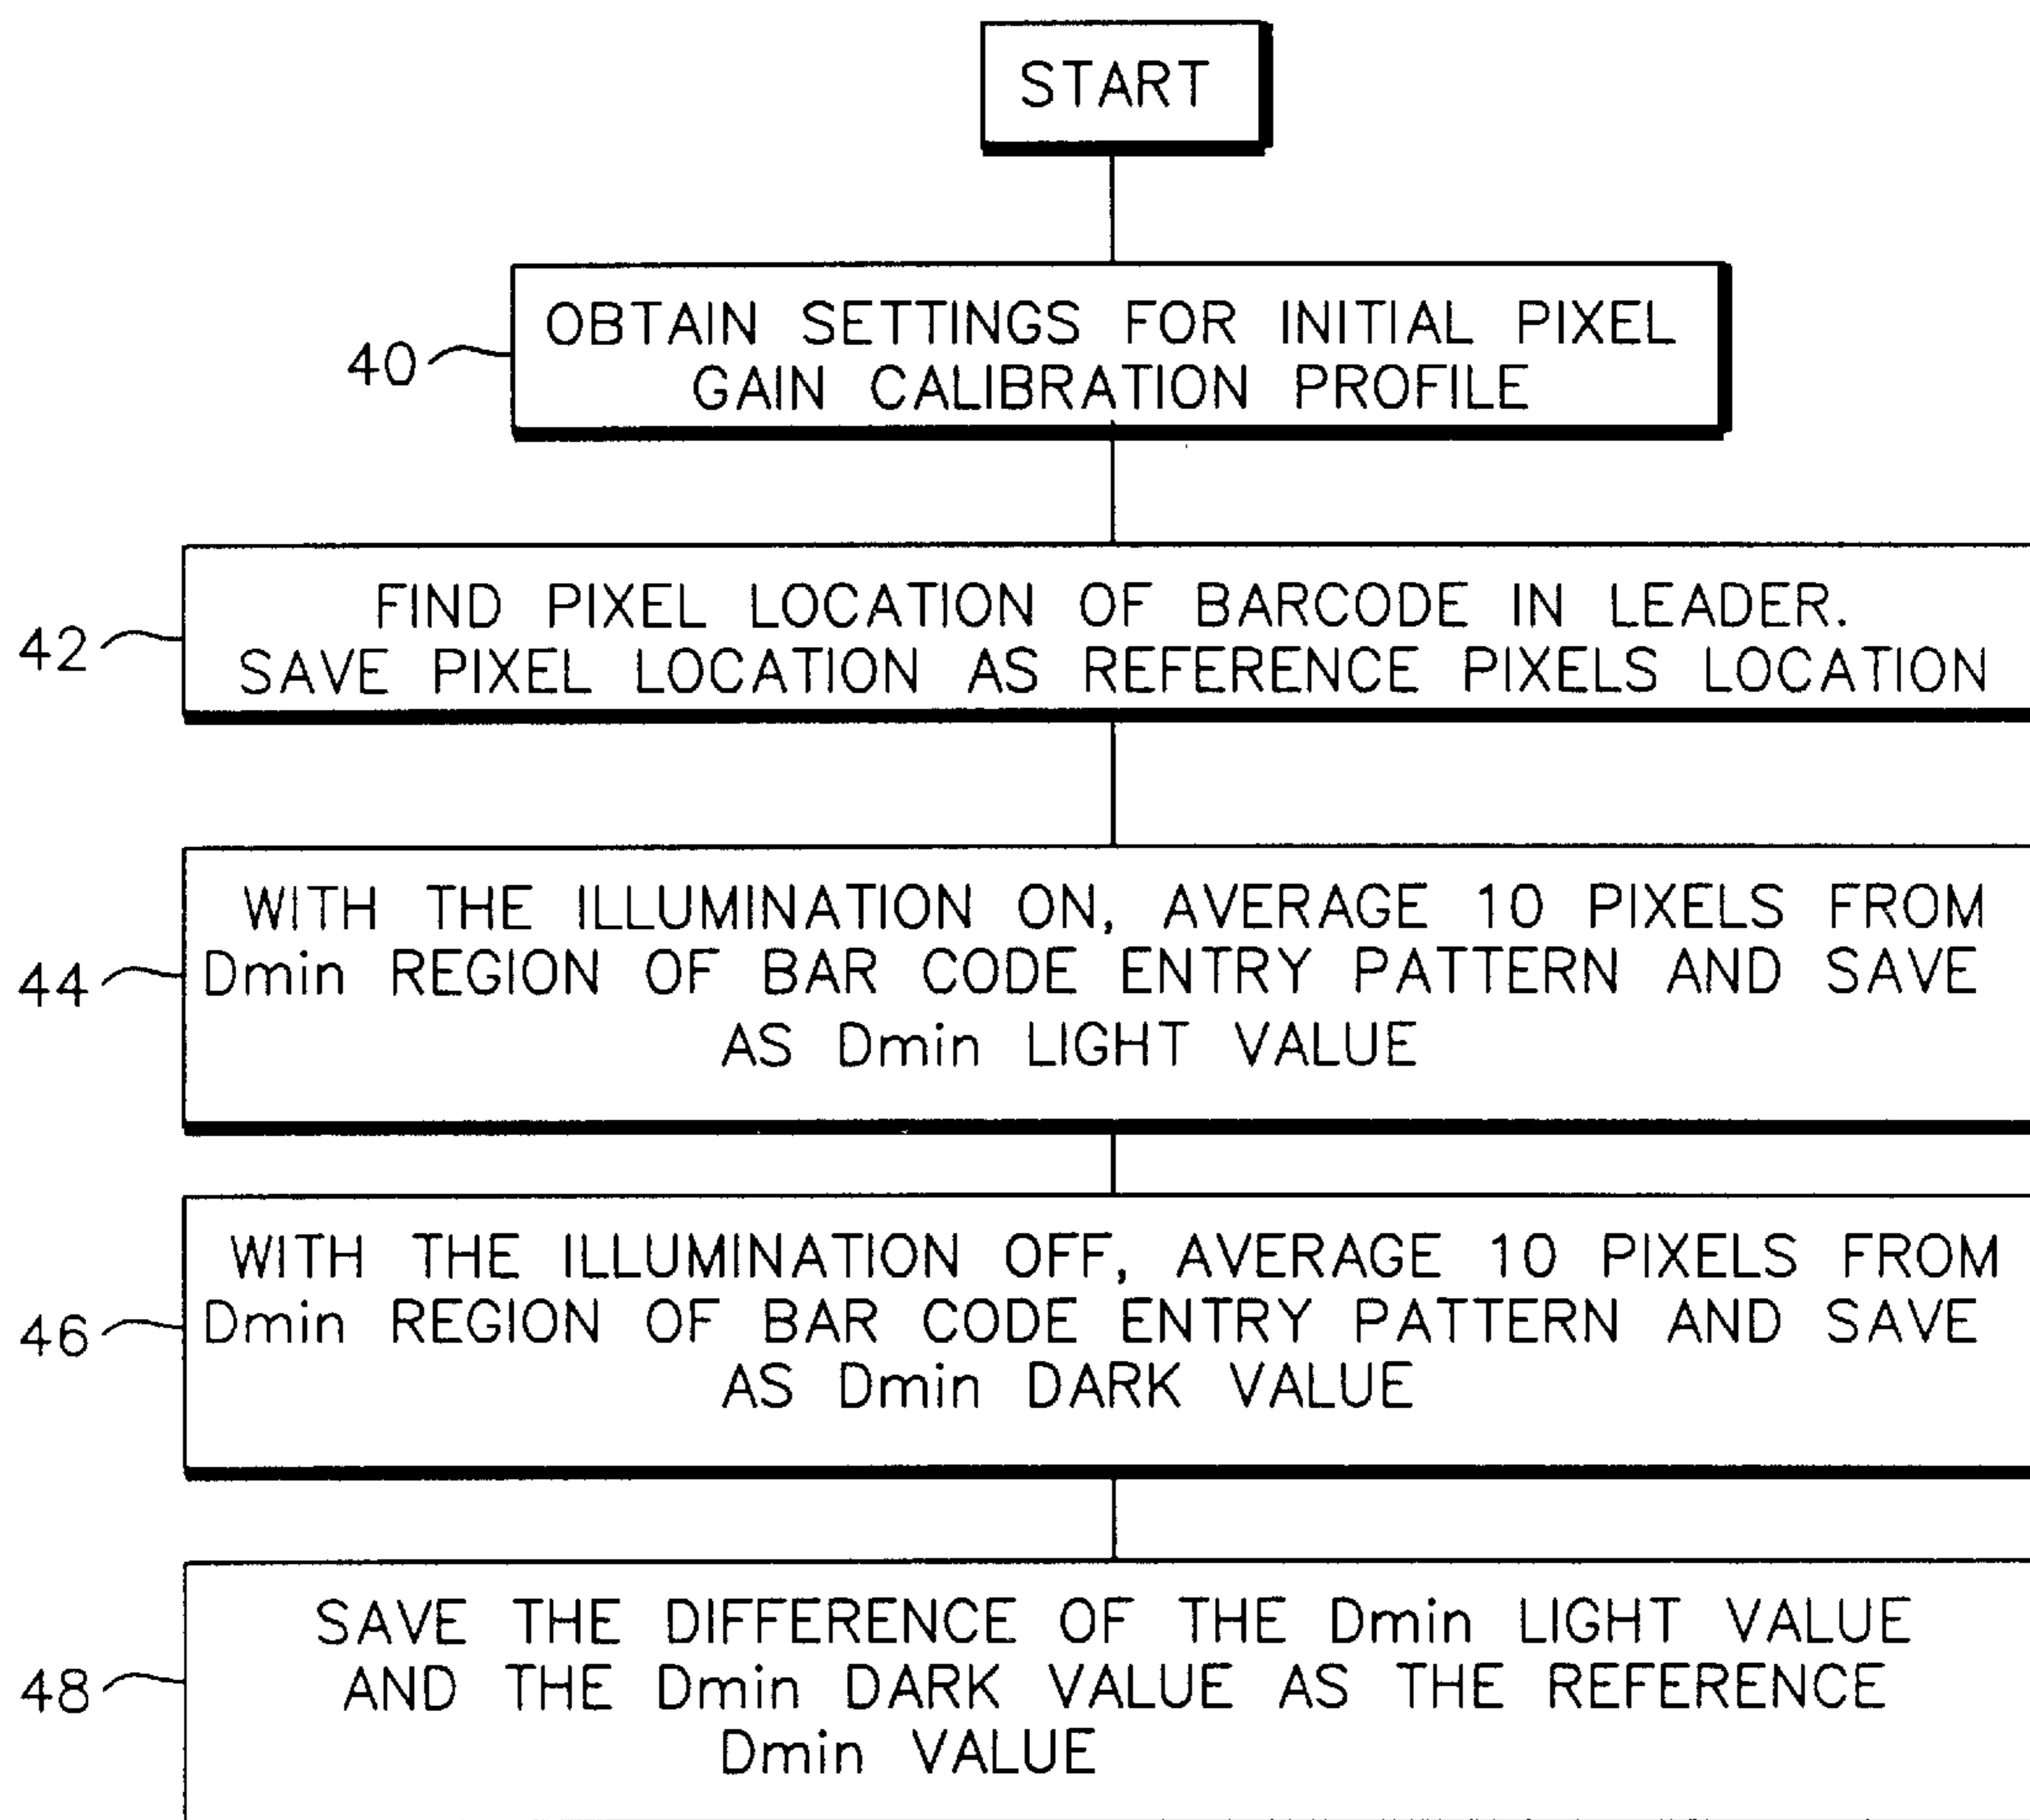 START
OBTAIN SETTINGS FOR INITIAL PIXEL
GAIN CALIBRATION PROFILE
40
FIND PIXEL LOCATION OF BARCODE IN LEADER.
SAVE PIXEL LOCATION AS REFERENCE PIXELS LOCATION
42
WITH THE ILLUMINATION ON, AVERAGE 10 PIXELS FROM
Dmin REGION OF BAR CODE ENTRY PATTERN AND SAVE
AS Dmin LIGHT VALUE
44
WITH THE ILLUMINATION OFF, AVERAGE 10 PIXELS FROM
Dmin REGION OF BAR CODE ENTRY PATTERN AND SAVE
AS Dmin DARK VALUE
46
SAVE THE DIFFERENCE OF THE Dmin LIGHT VALUE
AND THE Dmin DARK VALUE AS THE REFERENCE
Dmin VALUE
48